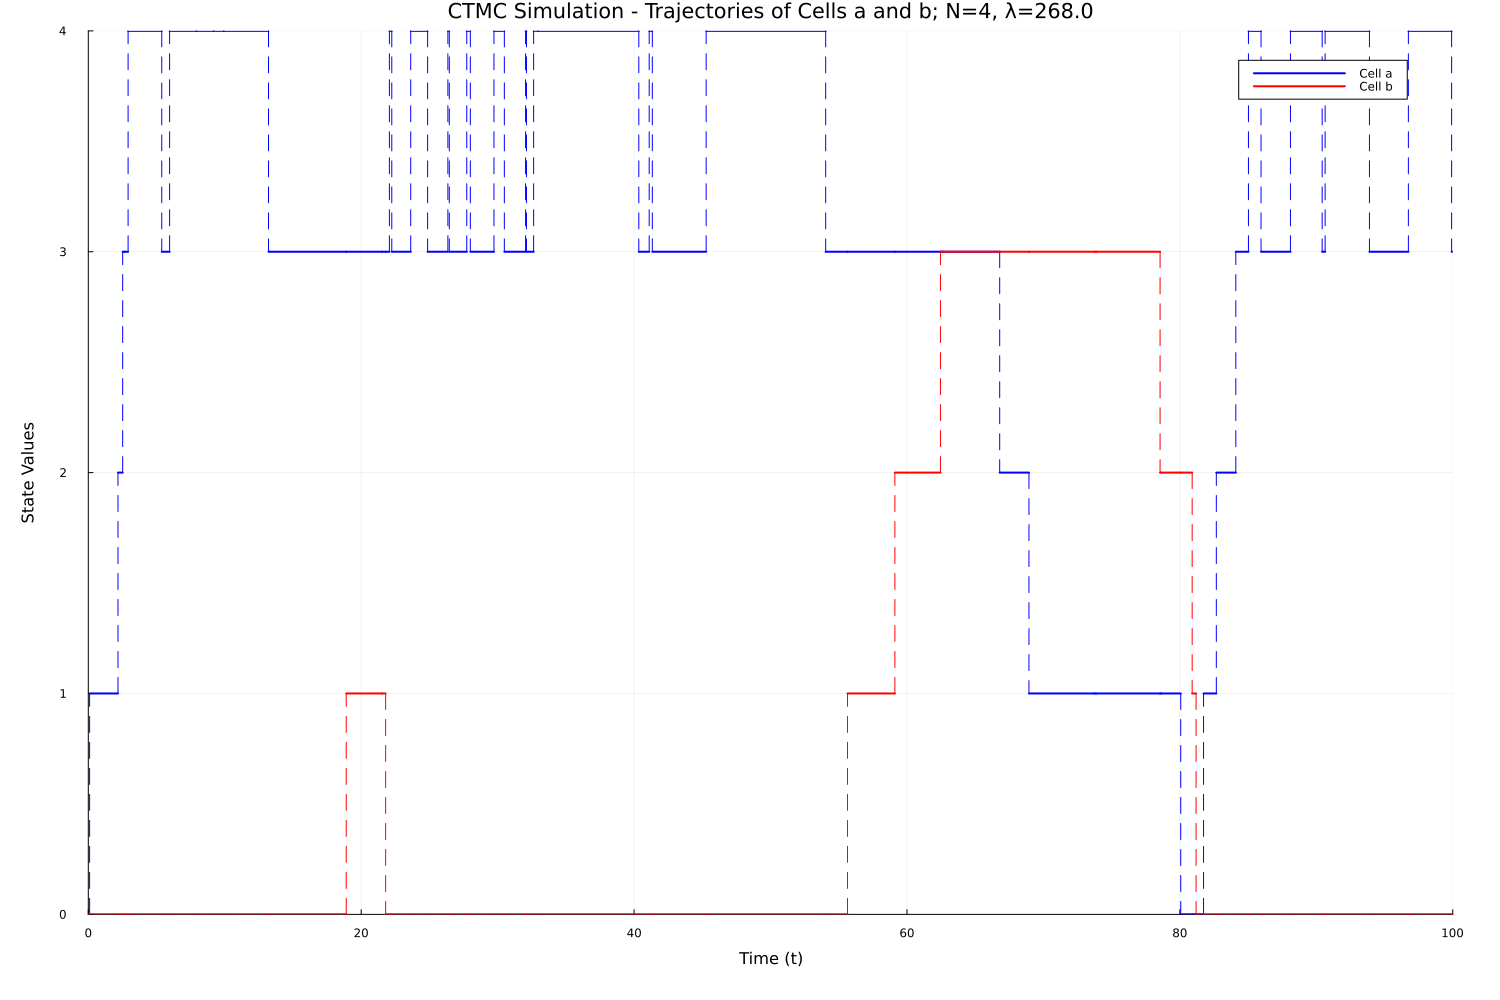 CTMC Simulation - Trajectories of Cells a and b; N=4, λ=268.0
4
Cell a
Cell b
3
State Values
2
1
0
0 20 40 60 80 100
Time (t)